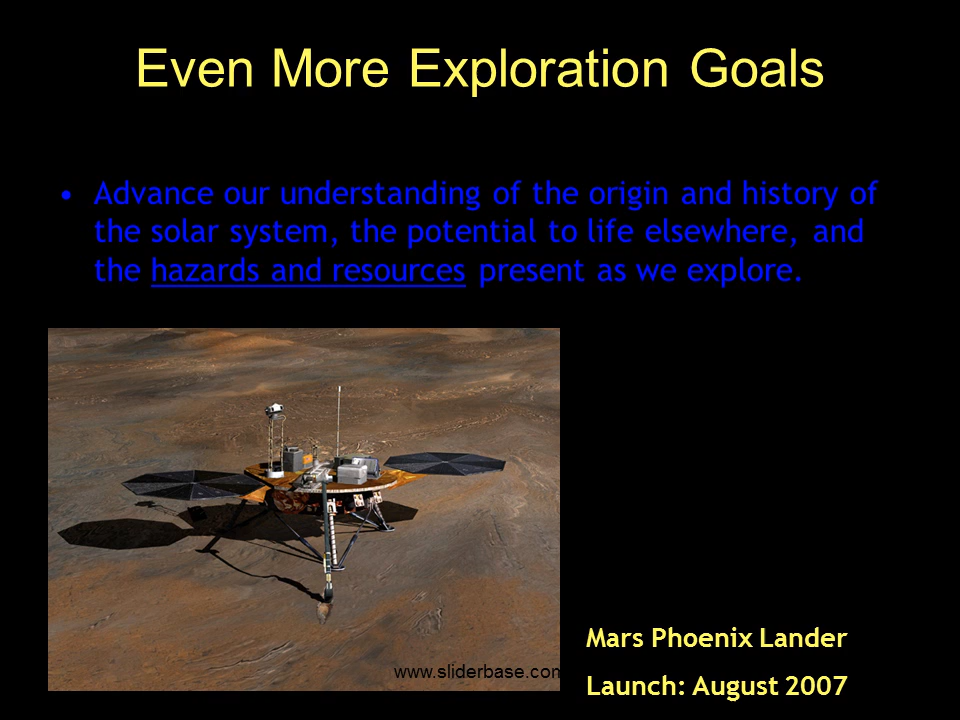 Even More Exploration Goals
• Advance our understanding of the origin and history of
the solar system, the potential to life elsewhere, and
the hazards and resources present as we explore.
www.sliderbase.com
Mars Phoenix Lander
Launch: August 2007